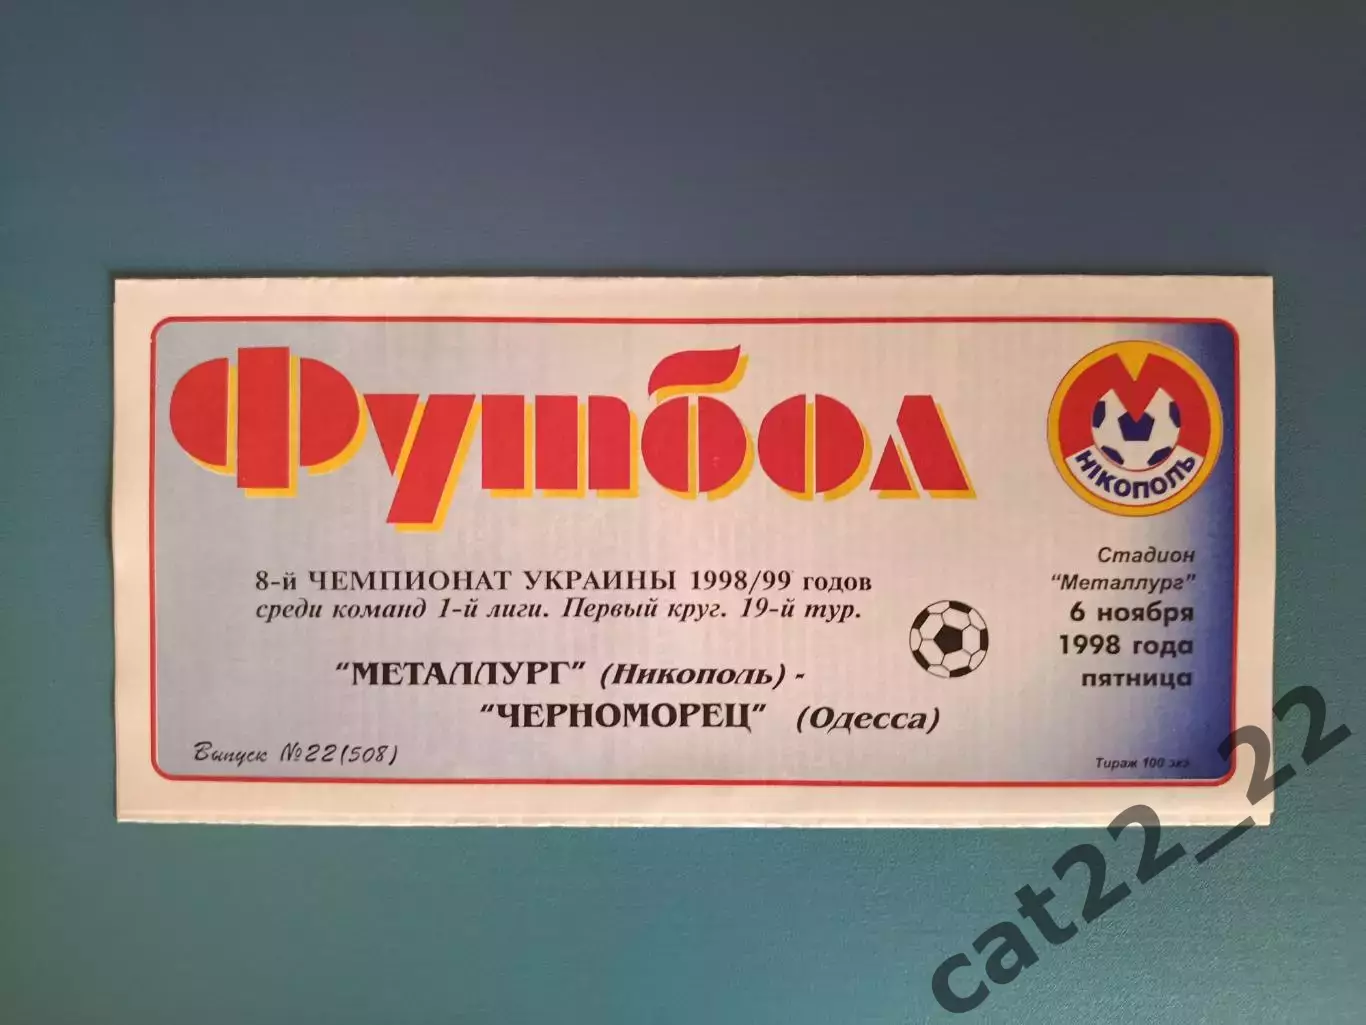 Футбол
М
НІКОПОЛЬ
8-й ЧЕМПИОНАТ УКРАИНЫ 1998/99 годов
среди команд 1-й лиги. Первый круг. 19-й тур.
"МЕТАЛЛУРГ" (Никополь) -
"ЧЕРНОМОРЕЦ" (Одесса)
Выпуск №22(508)
Стадион
"Металлург"
6 ноября
1998 года
пятница
Тираж 100 экз
cat22_22